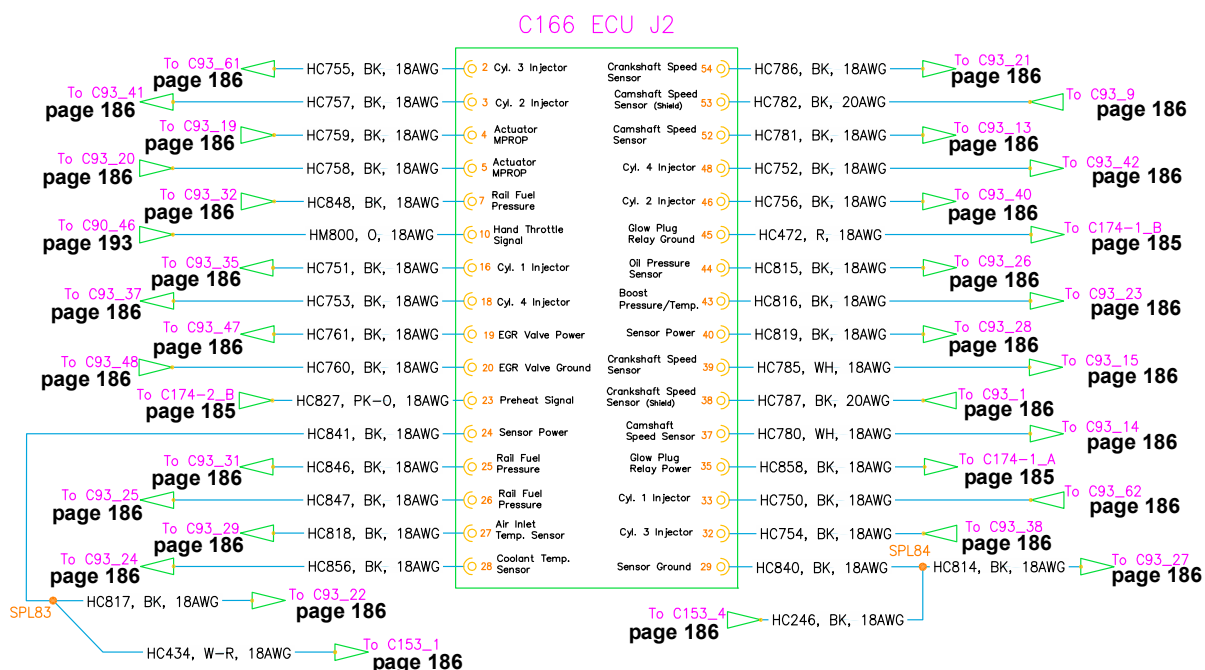 C166 ECU J2
To C93_61
page 186
HC755, BK, 18AWG
2 Cyl. 3 Injector
To C93_41
page 186
HC757, BK, 18AWG
3 Cyl. 2 Injector
To C93_19
page 186
HC759, BK, 18AWG
4 Actuator
MPROP
To C93_20
page 186
HC758, BK, 18AWG
5 Actuator
MPROP
To C93_32
page 186
HC848, BK, 18AWG
7 Rail Fuel
Pressure
To C90_46
page 193
HM800, O, 18AWG
10 Hand Throttle
Signal
To C93_35
page 186
HC751, BK, 18AWG
16 Cyl. 1 Injector
To C93_37
page 186
HC753, BK, 18AWG
18 Cyl. 4 Injector
To C93_47
page 186
HC761, BK, 18AWG
19 EGR Valve Power
To C93_48
page 186
HC760, BK, 18AWG
20 EGR Valve Ground
To C174-2_B
page 185
HC827, PK-O, 18AWG
23 Preheat Signal
HC841, BK, 18AWG
24 Sensor Power
To C93_31
page 186
HC846, BK, 18AWG
25 Rail Fuel
Pressure
To C93_25
page 186
HC847, BK, 18AWG
26 Rail Fuel
Pressure
To C93_29
page 186
HC818, BK, 18AWG
27 Air Inlet
Temp. Sensor
To C93_24
page 186
HC856, BK, 18AWG
28 Coolant Temp.
Sensor
SPL83
HC817, BK, 18AWG
To C93_22
page 186
HC434, W-R, 18AWG
To C153_1
page 186
Crankshaft Speed
Sensor
54
HC786, BK, 18AWG
To C93_21
page 186
Camshaft Speed
Sensor (Shield)
53
HC782, BK, 20AWG
To C93_9
page 186
Camshaft Speed
Sensor
52
HC781, BK, 18AWG
To C93_13
page 186
Cyl. 4 Injector 48
HC752, BK, 18AWG
To C93_42
page 186
Cyl. 2 Injector 46
HC756, BK, 18AWG
To C93_40
page 186
Glow Plug
Relay Ground
45
HC472, R, 18AWG
To C174-1_B
page 185
Oil Pressure
Sensor
44
HC815, BK, 18AWG
To C93_26
page 186
Boost
Pressure/Temp.
43
HC816, BK, 18AWG
To C93_23
page 186
Sensor Power 40
HC819, BK, 18AWG
To C93_28
page 186
Crankshaft Speed
Sensor
39
HC785, WH, 18AWG
To C93_15
page 186
Crankshaft Speed
Sensor (Shield)
38
HC787, BK, 20AWG
To C93_1
page 186
Camshaft
Speed Sensor
37
HC780, WH, 18AWG
To C93_14
page 186
Glow Plug
Relay Power
35
HC858, BK, 18AWG
To C174-1_A
page 185
Cyl. 1 Injector 33
HC750, BK, 18AWG
To C93_62
page 186
Cyl. 3 Injector 32
HC754, BK, 18AWG
To C93_38
page 186
Sensor Ground 29
HC840, BK, 18AWG
SPL84
HC814, BK, 18AWG
To C93_27
page 186
To C153_4
page 186
HC246, BK, 18AWG